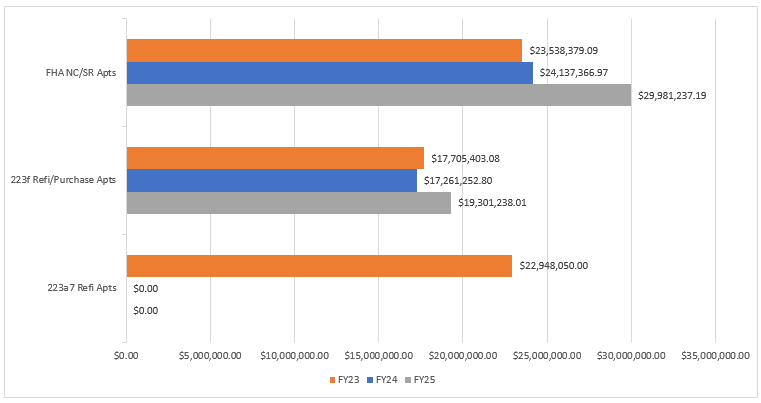 $23,538,379.09
FHA NC/SR Apts
$24,137,366.97
$29,981,237.19
$17,705,403.08
223f Refi/Purchase Apts
$17,261,252.80
$19,301,238.01
$22,948,050.00
223a7 Refi Apts
$0.00
$0.00
$0.00 $5,000,000.00 $10,000,000.00 $15,000,000.00 $20,000,000.00 $25,000,000.00 $30,000,000.00 $35,000,000.00
FY23 FY24 FY25